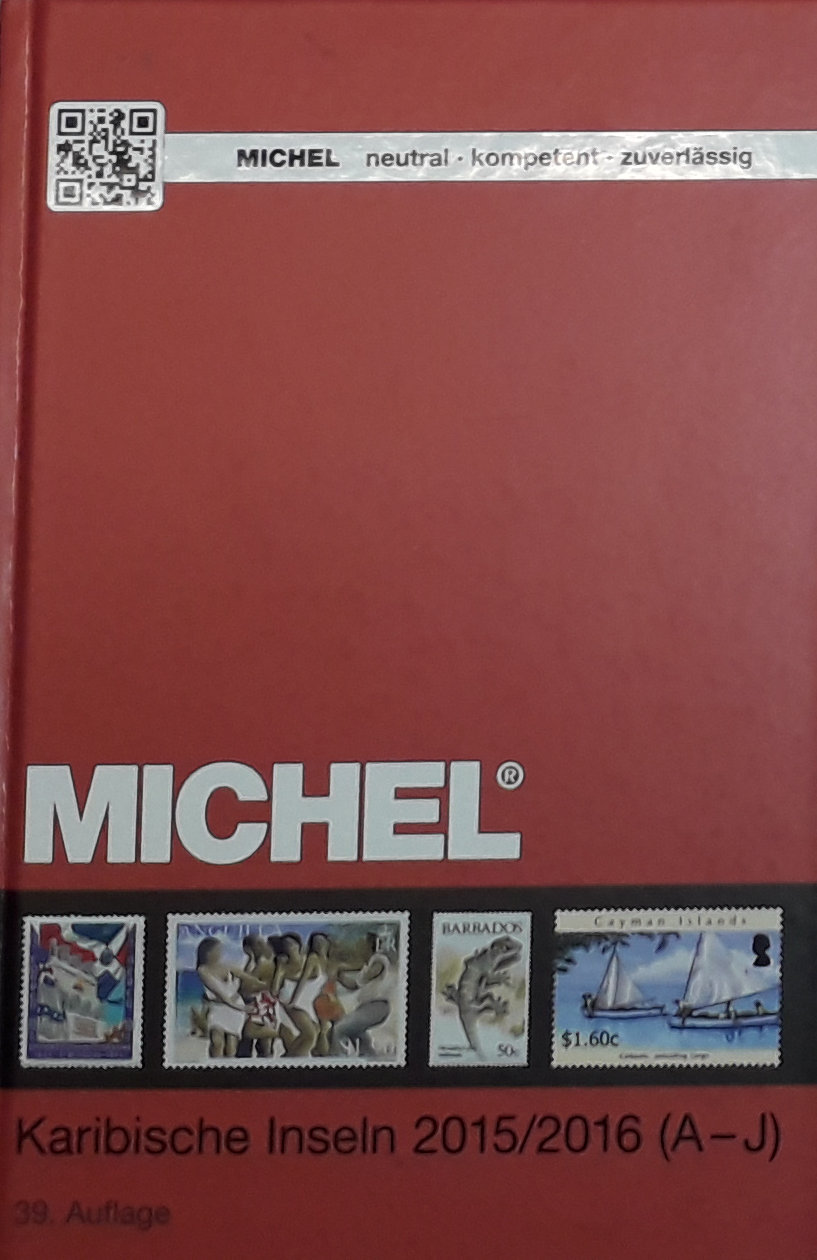 MICHEL neutral · kompetent · zuverlässig
MICHEL®
ANGUILLA
BARBADOS
50c
Cayman Islands
$1.60c
Karibische Inseln 2015/2016 (A–J)
39. Auflage